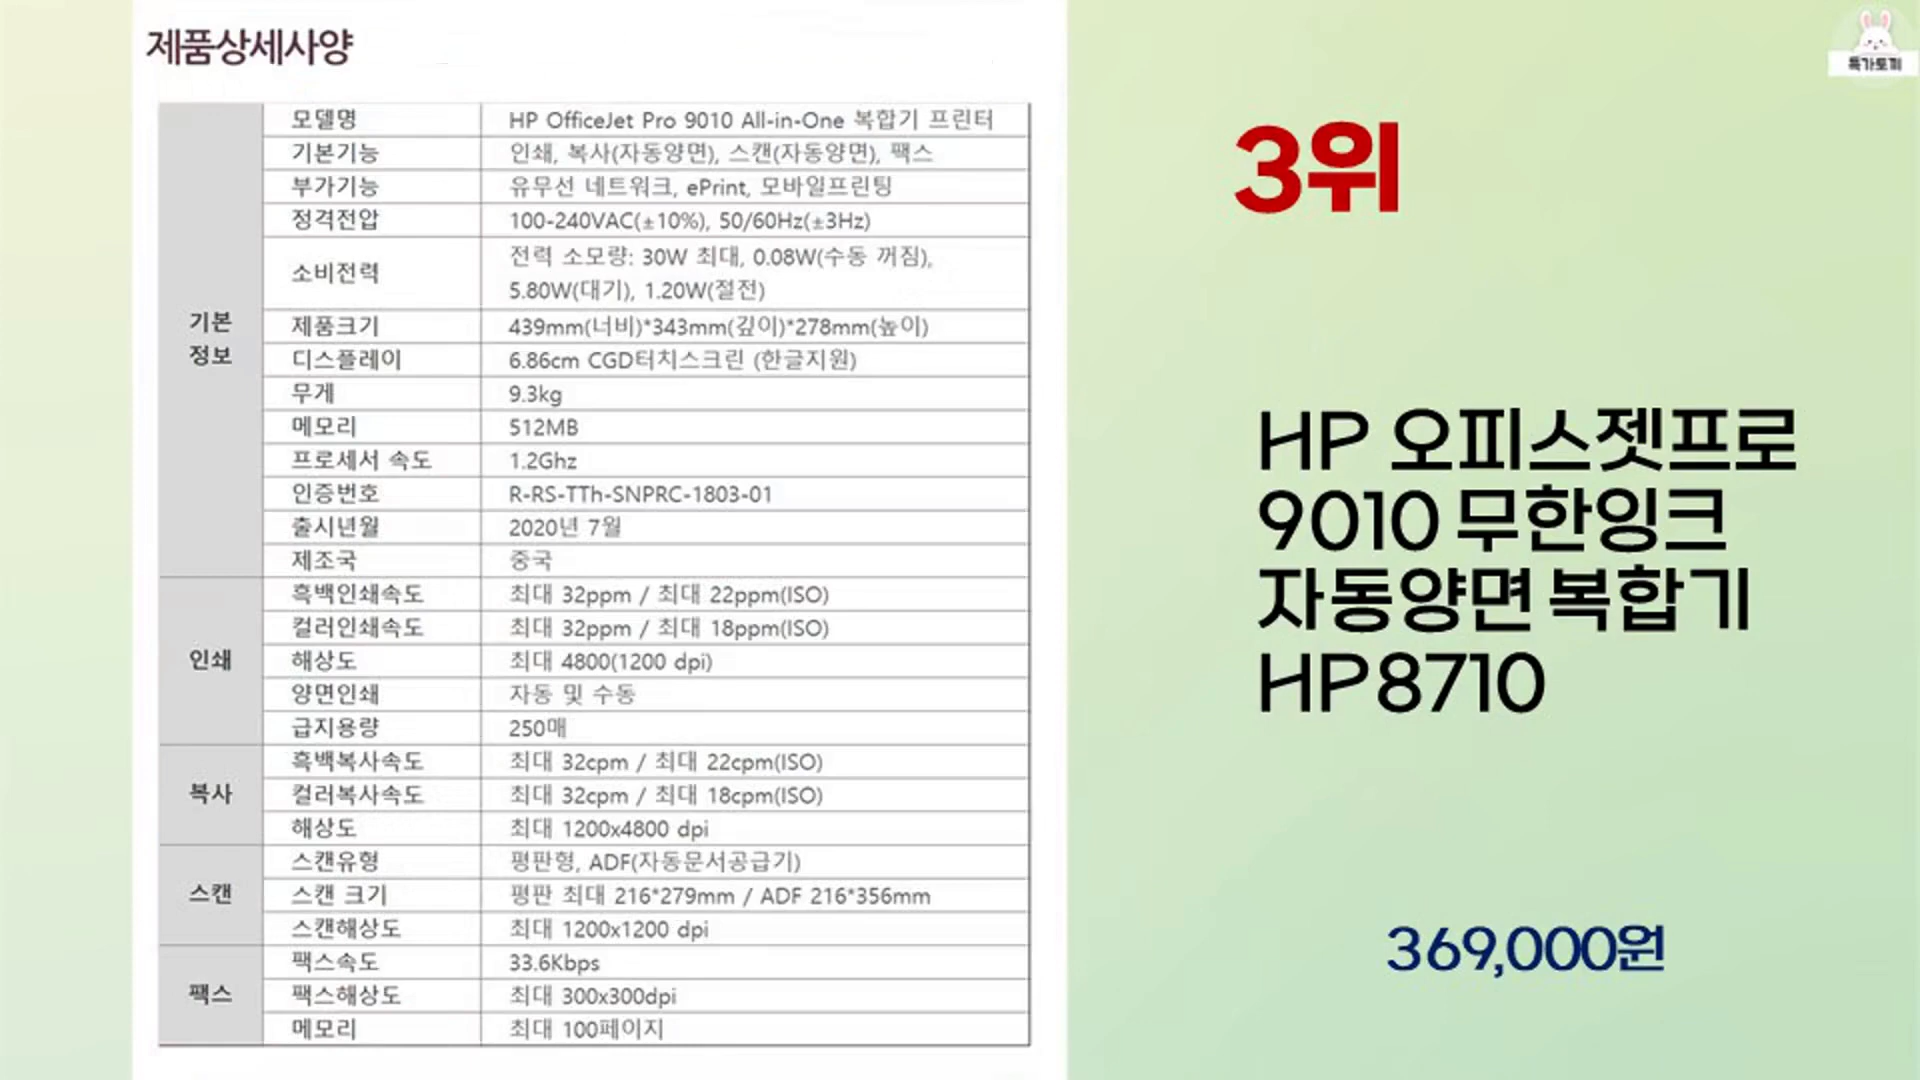 제품상세사양
기본
정보
모델명 HP OfficeJet Pro 9010 All-in-One 복합기 프린터
기본기능 인쇄, 복사(자동양면), 스캔(자동양면), 팩스
부가기능 유무선 네트워크, ePrint, 모바일프린팅
정격전압 100-240VAC(±10%), 50/60Hz(±3Hz)
소비전력 전력 소모량: 30W 최대, 0.08W(수동 꺼짐),
5.80W(대기), 1.20W(절전)
제품크기 439mm(너비)*343mm(깊이)*278mm(높이)
디스플레이 6.86cm CGD터치스크린 (한글지원)
무게 9.3kg
메모리 512MB
프로세서 속도 1.2Ghz
인증번호 R-RS-TTh-SNPRC-1803-01
출시년월 2020년 7월
제조국 중국
인쇄
흑백인쇄속도 최대 32ppm / 최대 22ppm(ISO)
컬러인쇄속도 최대 32ppm / 최대 18ppm(ISO)
해상도 최대 4800(1200 dpi)
양면인쇄 자동 및 수동
급지용량 250매
복사
흑백복사속도 최대 32cpm / 최대 22cpm(ISO)
컬러복사속도 최대 32cpm / 최대 18cpm(ISO)
해상도 최대 1200x4800 dpi
스캔
스캔유형 평판형, ADF(자동문서공급기)
스캔 크기 평판 최대 216*279mm / ADF 216*356mm
스캔해상도 최대 1200x1200 dpi
팩스
팩스속도 33.6Kbps
팩스해상도 최대 300x300dpi
메모리 최대 100페이지
특가토끼
3위
HP 오피스젯프로
9010 무한잉크
자동양면 복합기
HP8710
369,000원